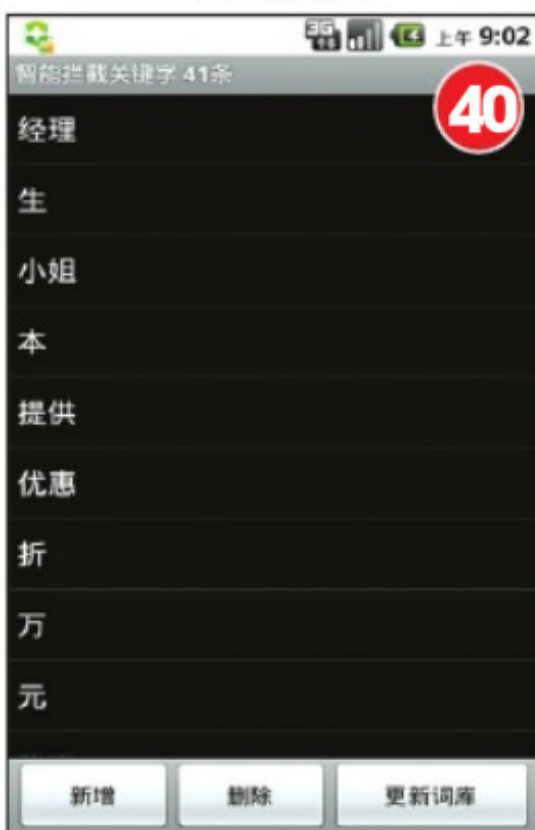 3G
上午 9:02
智能拦截关键字 41条
40
经理
生
小姐
本
提供
优惠
折
万
元
新增
删除
更新词库